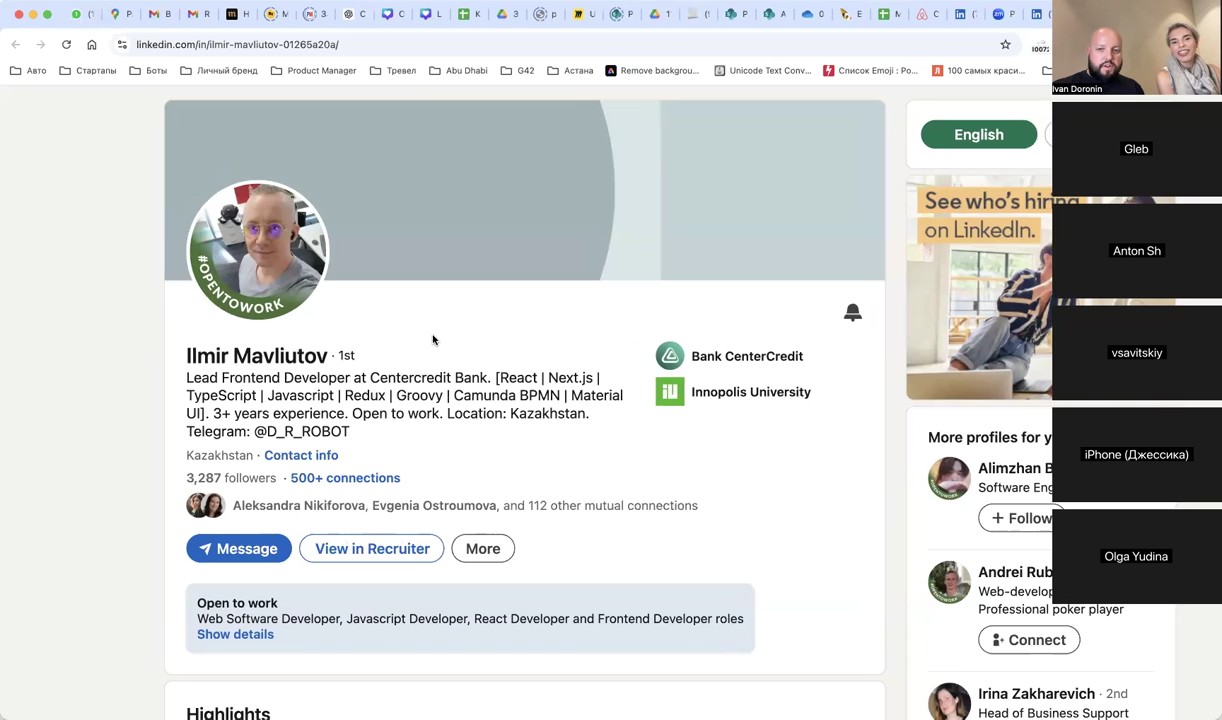 linkedin.com/in/ilmir-mavliutov-01265a20a/
Авто
Стартапы
Боты
Личный бренд
Product Manager
Тревел
Abu Dhabi
G42
Астана
Remove backgrou...
Unicode Text Conv...
Список Emoji : Po...
100 самых краси...
English
See who's hiring
on LinkedIn.
#OPENTOWORK
Ilmir Mavliutov · 1st
Lead Frontend Developer at Centercredit Bank. [React | Next.js |
TypeScript | Javascript | Redux | Groovy | Camunda BPMN | Material
UI]. 3+ years experience. Open to work. Location: Kazakhstan.
Telegram: @D_R_ROBOT
Kazakhstan · Contact info
3,287 followers · 500+ connections
Aleksandra Nikiforova, Evgenia Ostroumova, and 112 other mutual connections
Message
View in Recruiter
More
Open to work
Web Software Developer, Javascript Developer, React Developer and Frontend Developer roles
Show details
Highlights
Bank CenterCredit
Innopolis University
More profiles for y
Alimzhan B
Software Eng
+ Follow
Andrei Rub
Web-develop
Professional poker player
Connect
Irina Zakharevich · 2nd
Head of Business Support
Ivan Doronin
Gleb
Anton Sh
vsavitskiy
iPhone (Джессика)
Olga Yudina